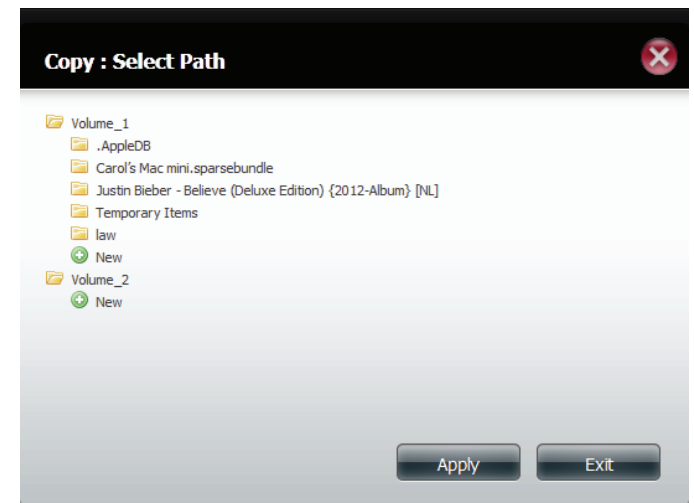 Copy : Select Path
Volume_1
.AppleDB
Carol's Mac mini.sparsebundle
Justin Bieber - Believe (Deluxe Edition) {2012-Album} [NL]
Temporary Items
law
New
Volume_2
New
Apply Exit